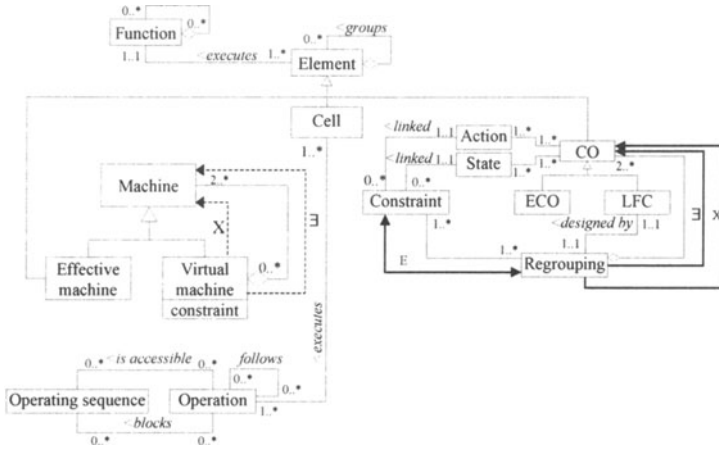 0..*
Function
0..*
1..1
<executes
1..*
0..*
<groups
Element
0..*
Cell
1..*
<linked
1..1
Action
1..*
1..*
<linked
1..1
State
1..*
1..*
CO
2..*
0..*
0..*
Constraint
1..*
ECO
LFC
<designed by
1..1
1..1
1..*
Regrouping
E
∃
X
Machine
2..*
X
∃
Effective
machine
Virtual
machine
constraint
0..*
<executes
0..*
<is accessible
0..*
follows
0..*
0..*
Operating sequence
Operation
1..*
<blocks
0..*
0..*